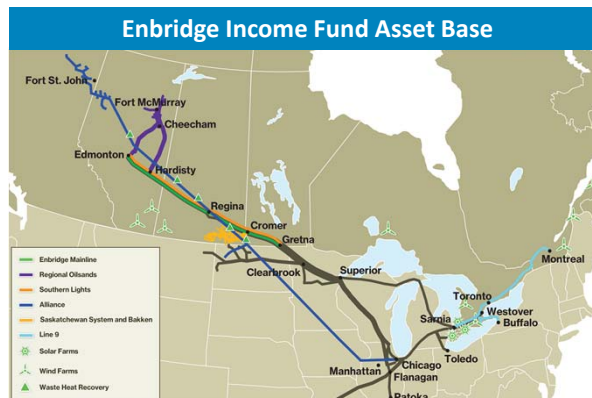 Enbridge Income Fund Asset Base
Fort St. John
Fort McMurray
Cheecham
Edmonton
Hardisty
Regina
Cromer
Gretna
Clearbrook
Superior
Montreal
Toronto
Westover
Sarnia
Buffalo
Toledo
Chicago
Manhattan
Flanagan
Patoka
Enbridge Mainline
Regional Oilsands
Southern Lights
Alliance
Saskatchewan System and Bakken
Line 9
Solar Farms
Wind Farms
Waste Heat Recovery